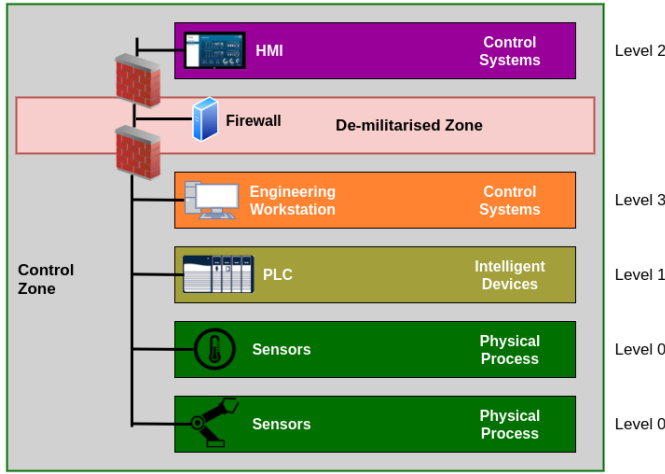 HMI
Control
Systems
Level 2
Firewall
De-militarised Zone
Engineering
Workstation
Control
Systems
Level 3
Control
Zone
PLC
Intelligent
Devices
Level 1
Sensors
Physical
Process
Level 0
Sensors
Physical
Process
Level 0